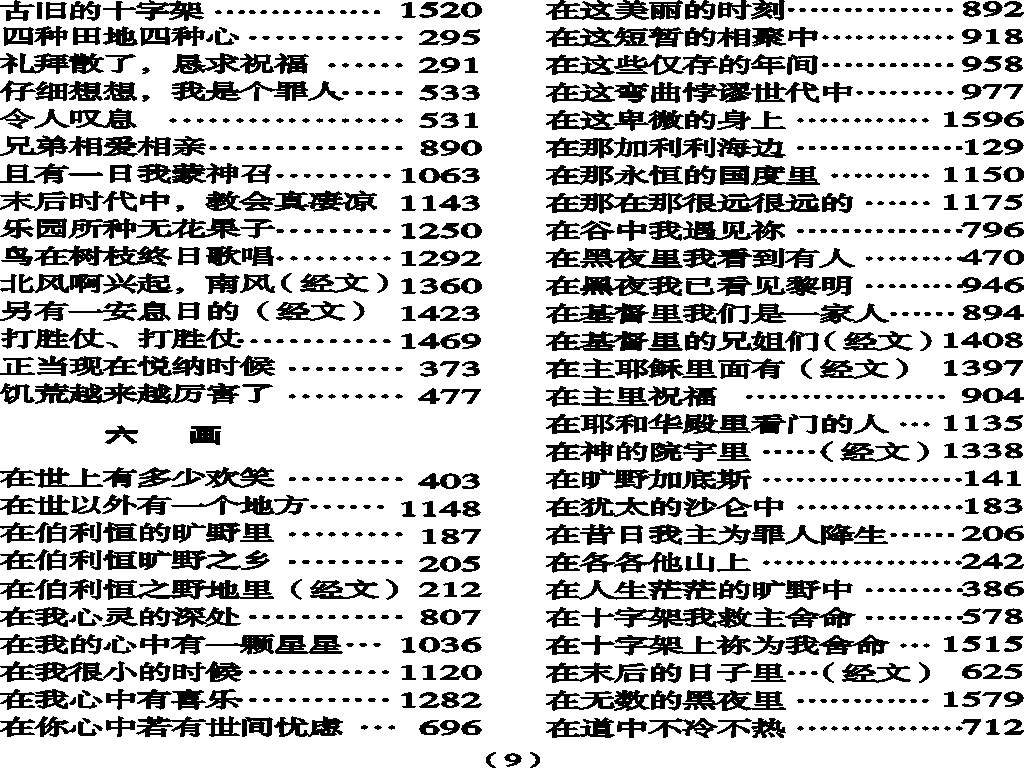 古旧的十字架 ··············· 1520
四种田地四种心 ············· 295
礼拜散了，恳求祝福 ······ 291
仔细想想，我是个罪人····· 533
令人叹息 ·················· 531
兄弟相爱相亲··············· 890
且有一日我蒙神召········· 1063
末后时代中，教会真凄凉 1143
乐园所种无花果子········· 1250
鸟在树枝终日歌唱········· 1292
北风啊兴起，南风（经文）1360
另有一安息日的（经文） 1423
打胜仗、打胜仗············ 1469
正当现在悦纳时候 ········· 373
饥荒越来越厉害了 ········· 477
六 画
在世上有多少欢笑 ········· 403
在世以外有一个地方······ 1148
在伯利恒的旷野里 ········· 187
在伯利恒旷野之乡 ········· 205
在伯利恒之野地里（经文）212
在我心灵的深处 ············ 807
在我的心中有一颗星星··· 1036
在我很小的时候············ 1120
在我心中有喜乐············ 1282
在你心中若有世间忧虑 ··· 696
在这美丽的时刻··············· 892
在这短暂的相聚中············ 918
在这些仅存的年间············ 958
在这弯曲悖谬世代中········· 977
在这卑微的身上 ············ 1596
在那加利利海边 ···············129
在那永恒的国度里 ········· 1150
在那在那很远很远的 ······ 1175
在谷中我遇见祢 ···············796
在黑夜里我看到有人 ·········470
在黑夜我已看见黎明 ·········946
在基督里我们是一家人······ 894
在基督里的兄姐们（经文）1408
在主耶稣里面有（经文） 1397
在主里祝福 ·················· 904
在耶和华殿里看门的人 ··· 1135
在神的院宇里 ·····（经文）1338
在旷野加底斯 ··················141
在犹太的沙仑中 ···············183
在昔日我主为罪人降生······ 206
在各各他山上 ··················242
在人生茫茫的旷野中 ·········386
在十字架我救主舍命 ·········578
在十字架上祢为我舍命 ··· 1515
在末后的日子里···（经文） 625
在无数的黑夜里 ············ 1579
在道中不冷不热 ···············712
（9）